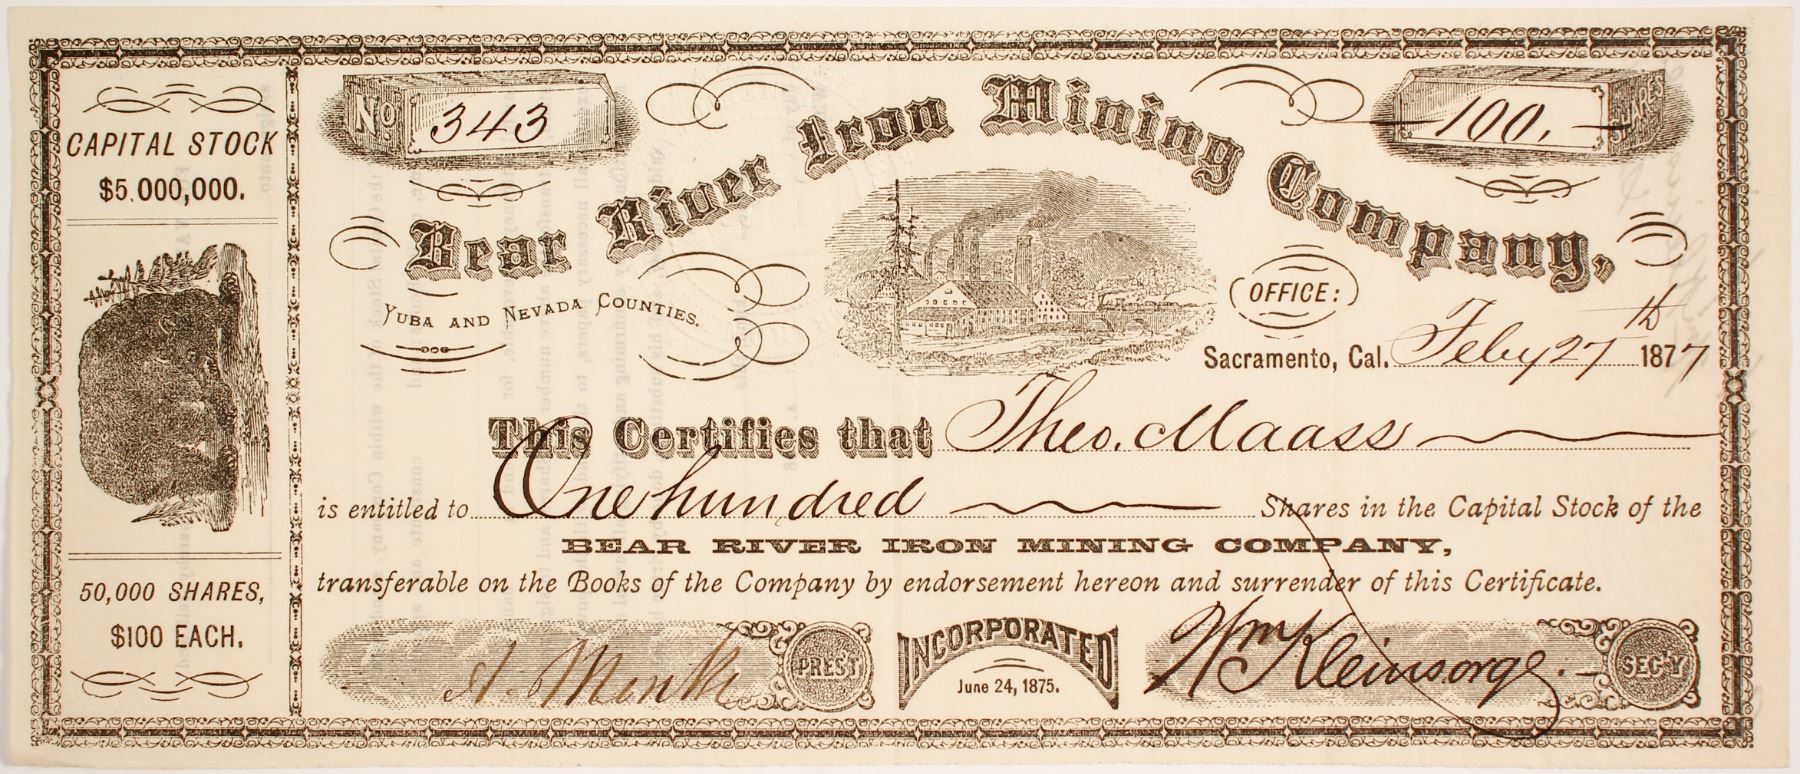 CAPITAL STOCK
$5.000,000.
50,000 SHARES,
$100 EACH.
No. 343
100. SHARES
Bear River Iron Mining Company,
YUBA AND NEVADA COUNTIES.
OFFICE:
Sacramento, Cal. Feby 27th 1877
This Certifies that Theo. Maass
is entitled to One hundred Shares in the Capital Stock of the
BEAR RIVER IRON MINING COMPANY,
transferable on the Books of the Company by endorsement hereon and surrender of this Certificate.
A. Menke PREST
INCORPORATED
June 24, 1875.
Wm Kleinsorge. SEC'Y